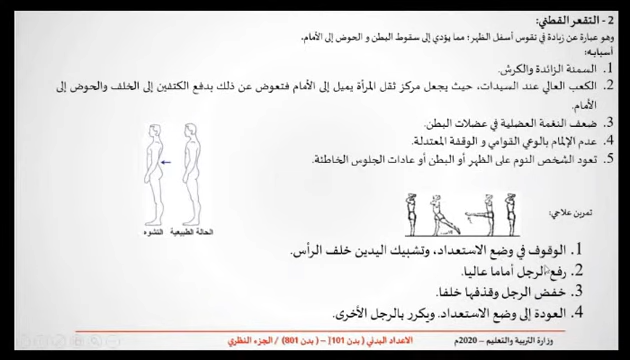 2 - التقعر القطني:
وهو عبارة عن زيادة في تقوس أسفل الظهر؛ مما يؤدي إلى سقوط البطن و الحوض إلى الأمام.
أسبابه:
1. السمنة الزائدة والكرش.
2. الكعب العالي عند السيدات، حيث يجعل مركز ثقل المرأة يميل إلى الأمام فتعوض عن ذلك بدفع الكتفين إلى الخلف والحوض إلى
الأمام.
3. ضعف النغمة العضلية في عضلات البطن.
4. عدم الإلمام بالوعي القوامي و الوقفة المعتدلة.
5. تعود الشخص النوم على الظهر أو البطن أو عادات الجلوس الخاطئة.
الحالة الطبيعية
التشوه
تمرين علاجي:
1. الوقوف في وضع الاستعداد، وتشبيك اليدين خلف الرأس.
2. رفع الرجل أماما عاليا.
3. خفض الرجل وقذفها خلفا.
4. العودة إلى وضع الاستعداد. ويكرر بالرجل الأخرى.
وزارة التربية والتعليم – 2020م
الاعداد البدني ( بدن 101) – ( بدن 801) / الجزء النظري